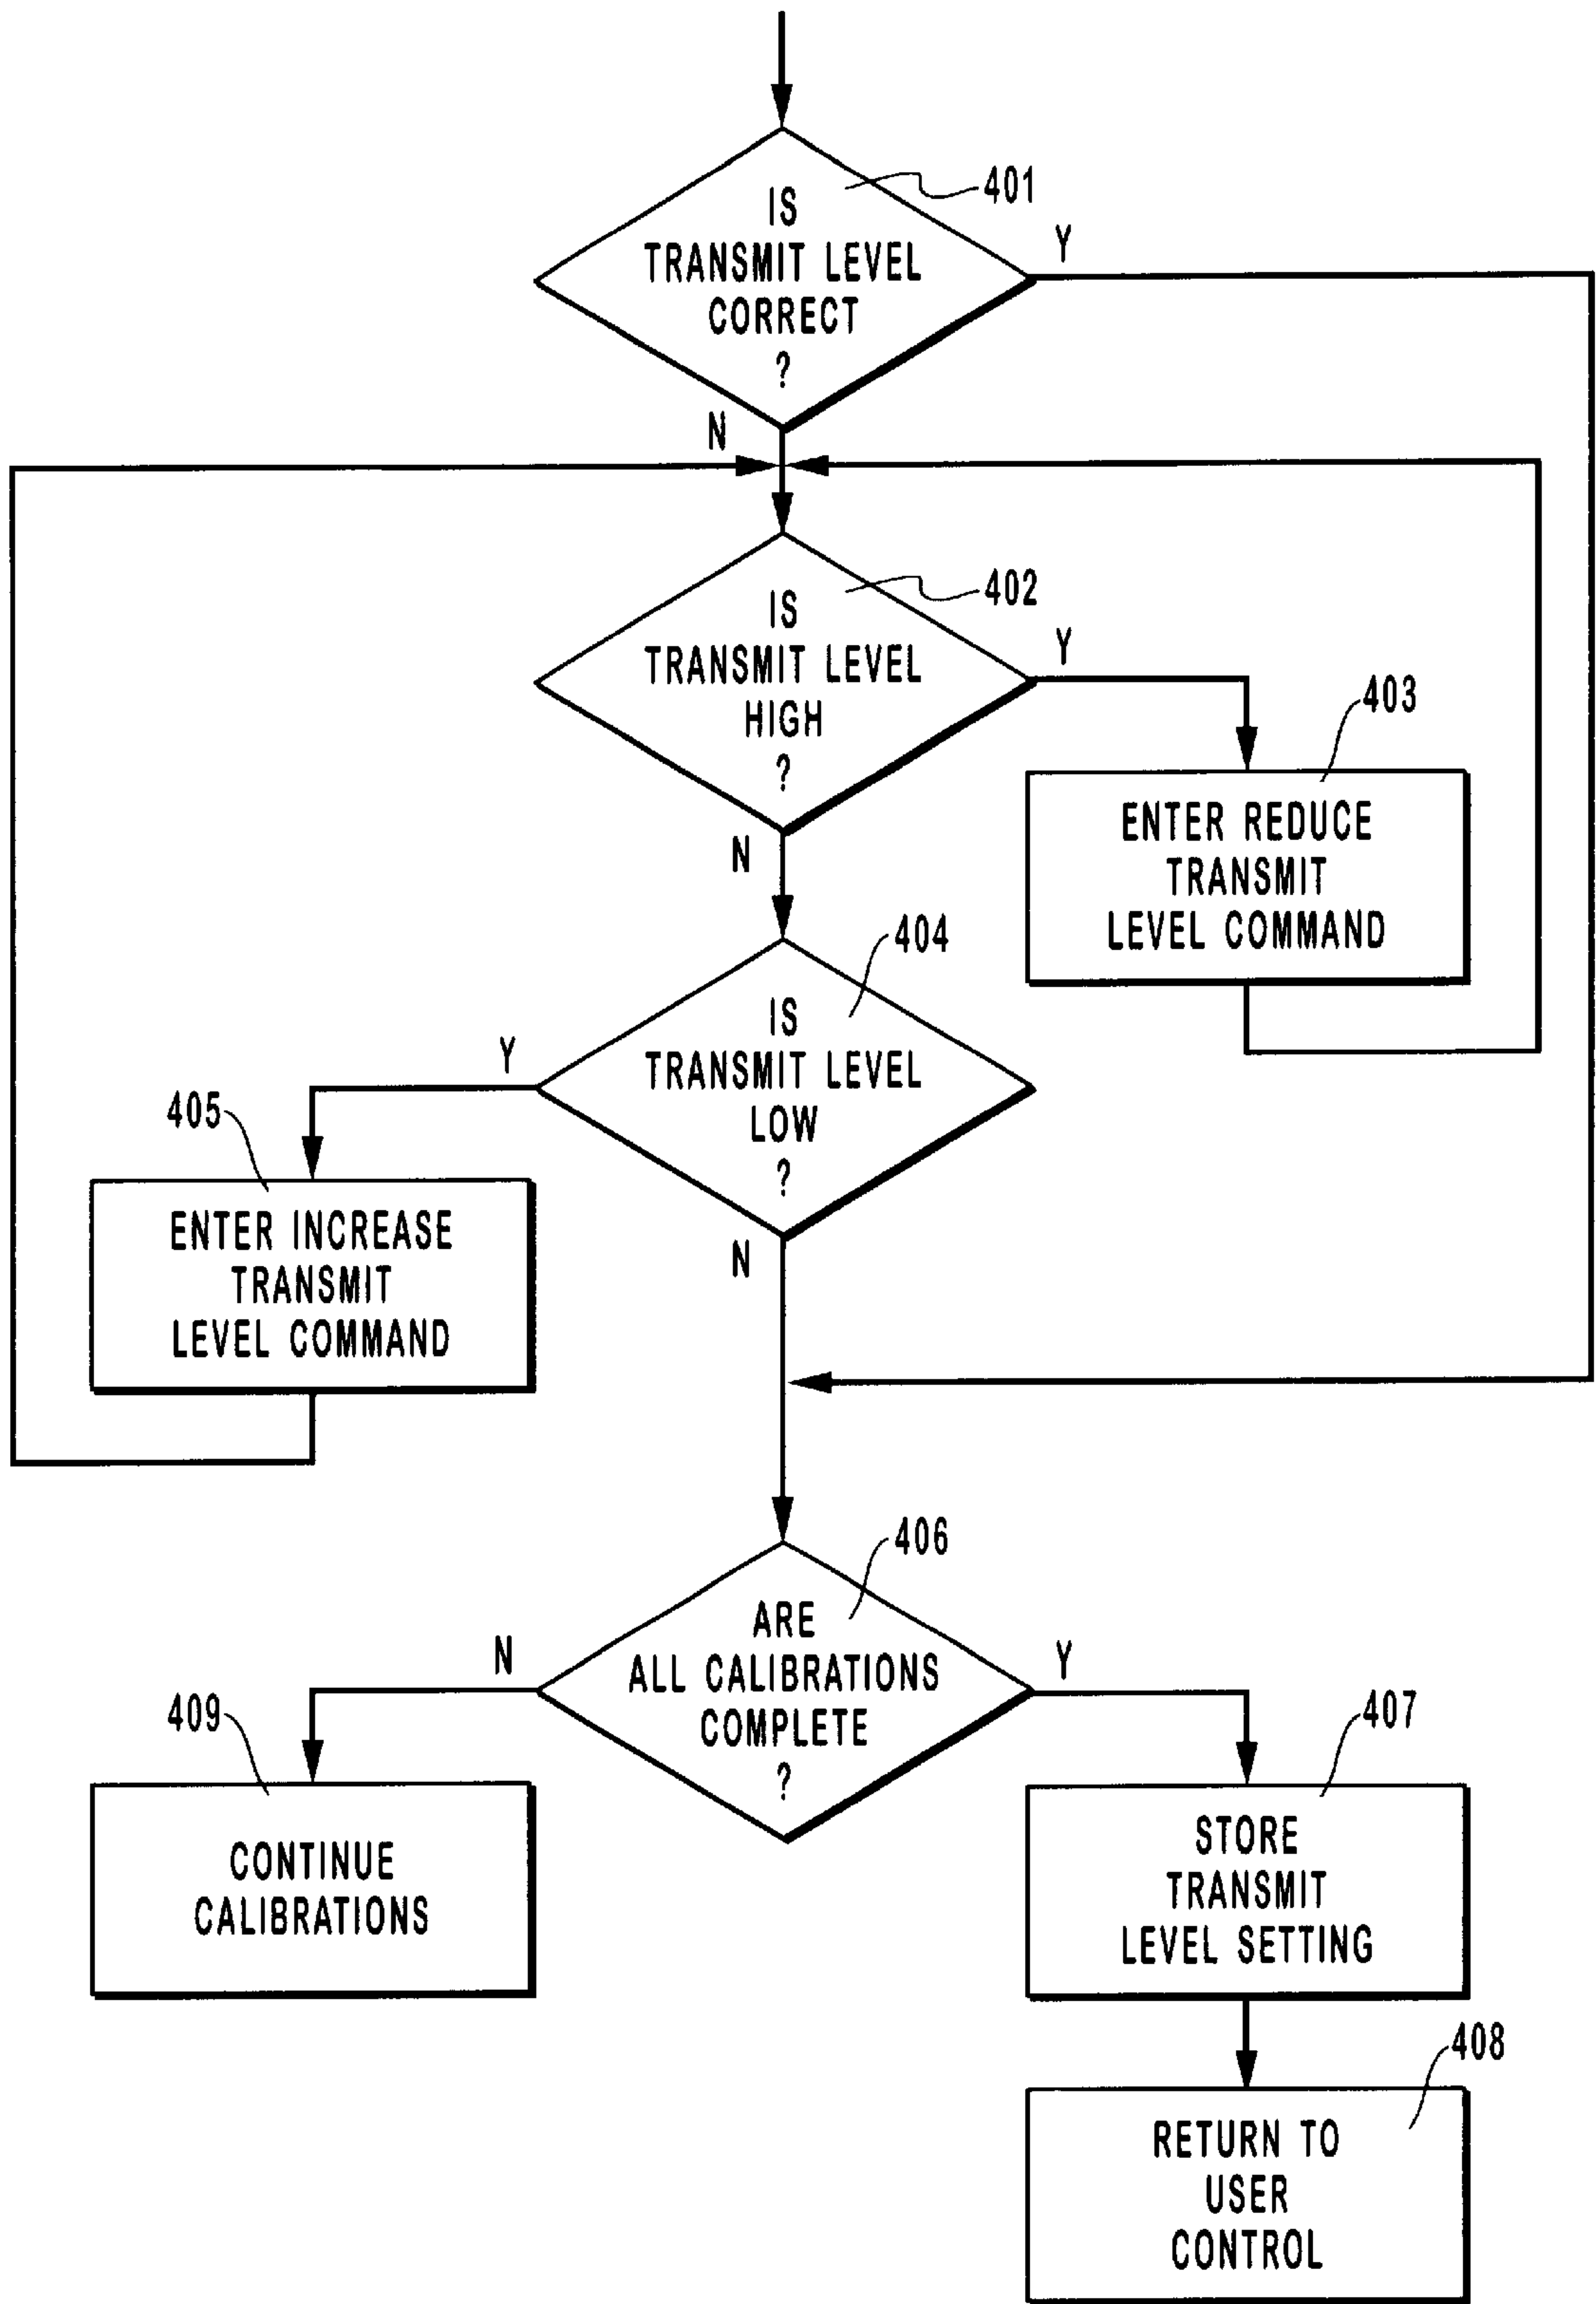 401
IS
TRANSMIT LEVEL
CORRECT
?
Y
N
402
IS
TRANSMIT LEVEL
HIGH
?
Y
N
403
ENTER REDUCE
TRANSMIT
LEVEL COMMAND
404
IS
TRANSMIT LEVEL
LOW
?
Y
N
405
ENTER INCREASE
TRANSMIT
LEVEL COMMAND
406
ARE
ALL CALIBRATIONS
COMPLETE
?
N
Y
409
CONTINUE
CALIBRATIONS
407
STORE
TRANSMIT
LEVEL SETTING
408
RETURN TO
USER
CONTROL